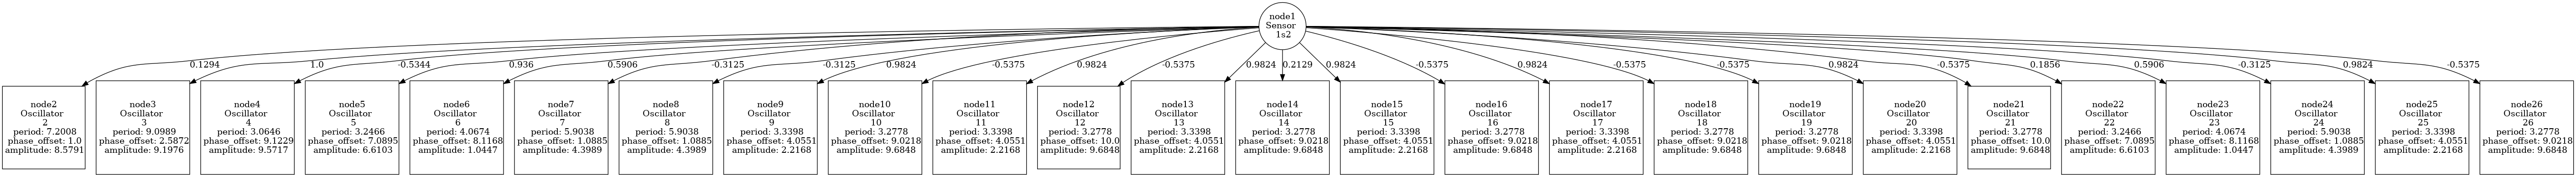 node1
Sensor
1s2
0.1294
1.0
-0.5344
0.936
0.5906
-0.3125
-0.3125
0.9824
-0.5375
0.9824
-0.5375
0.9824
0.2129
0.9824
-0.5375
0.9824
-0.5375
-0.5375
0.9824
-0.5375
0.1856
0.5906
-0.3125
0.9824
-0.5375
node2
Oscillator
2
period: 7.2008
phase_offset: 1.0
amplitude: 8.5791
node3
Oscillator
3
period: 9.0989
phase_offset: 2.5872
amplitude: 9.1976
node4
Oscillator
4
period: 3.0646
phase_offset: 9.1229
amplitude: 9.5717
node5
Oscillator
5
period: 3.2466
phase_offset: 7.0895
amplitude: 6.6103
node6
Oscillator
6
period: 4.0674
phase_offset: 8.1168
amplitude: 1.0447
node7
Oscillator
7
period: 5.9038
phase_offset: 1.0885
amplitude: 4.3989
node8
Oscillator
8
period: 5.9038
phase_offset: 1.0885
amplitude: 4.3989
node9
Oscillator
9
period: 3.3398
phase_offset: 4.0551
amplitude: 2.2168
node10
Oscillator
10
period: 3.2778
phase_offset: 9.0218
amplitude: 9.6848
node11
Oscillator
11
period: 3.3398
phase_offset: 4.0551
amplitude: 2.2168
node12
Oscillator
12
period: 3.2778
phase_offset: 10.0
amplitude: 9.6848
node13
Oscillator
13
period: 3.3398
phase_offset: 4.0551
amplitude: 2.2168
node14
Oscillator
14
period: 3.2778
phase_offset: 9.0218
amplitude: 9.6848
node15
Oscillator
15
period: 3.3398
phase_offset: 4.0551
amplitude: 2.2168
node16
Oscillator
16
period: 3.2778
phase_offset: 9.0218
amplitude: 9.6848
node17
Oscillator
17
period: 3.3398
phase_offset: 4.0551
amplitude: 2.2168
node18
Oscillator
18
period: 3.2778
phase_offset: 9.0218
amplitude: 9.6848
node19
Oscillator
19
period: 3.2778
phase_offset: 9.0218
amplitude: 9.6848
node20
Oscillator
20
period: 3.3398
phase_offset: 4.0551
amplitude: 2.2168
node21
Oscillator
21
period: 3.2778
phase_offset: 10.0
amplitude: 9.6848
node22
Oscillator
22
period: 3.2466
phase_offset: 7.0895
amplitude: 6.6103
node23
Oscillator
23
period: 4.0674
phase_offset: 8.1168
amplitude: 1.0447
node24
Oscillator
24
period: 5.9038
phase_offset: 1.0885
amplitude: 4.3989
node25
Oscillator
25
period: 3.3398
phase_offset: 4.0551
amplitude: 2.2168
node26
Oscillator
26
period: 3.2778
phase_offset: 9.0218
amplitude: 9.6848